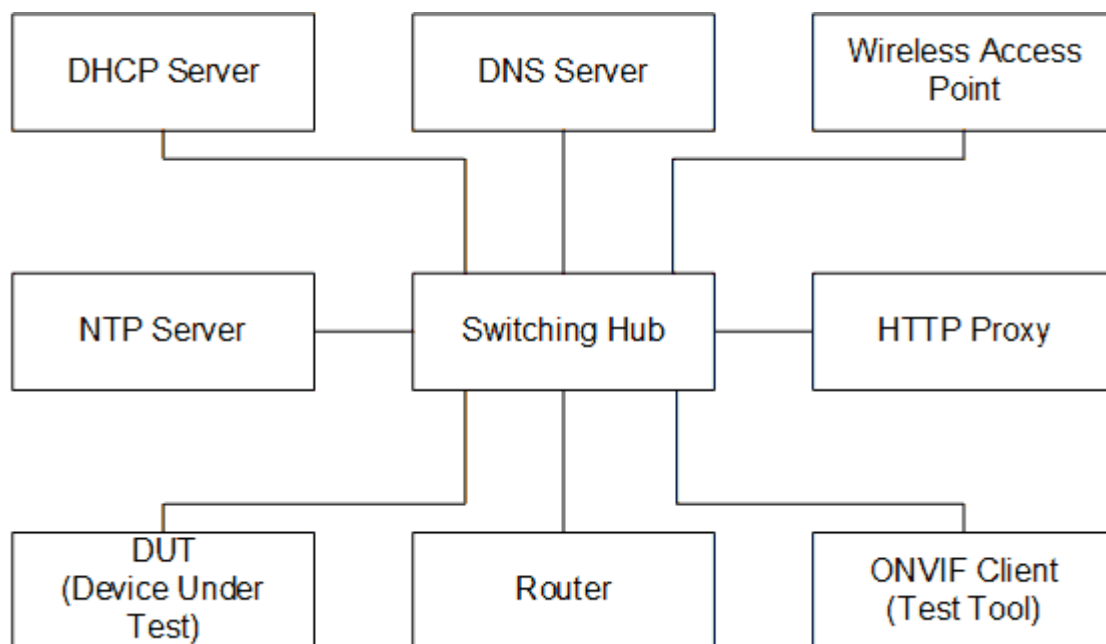 DHCP Server
DNS Server
Wireless Access
Point
NTP Server
Switching Hub
HTTP Proxy
DUT
(Device Under
Test)
Router
ONVIF Client
(Test Tool)